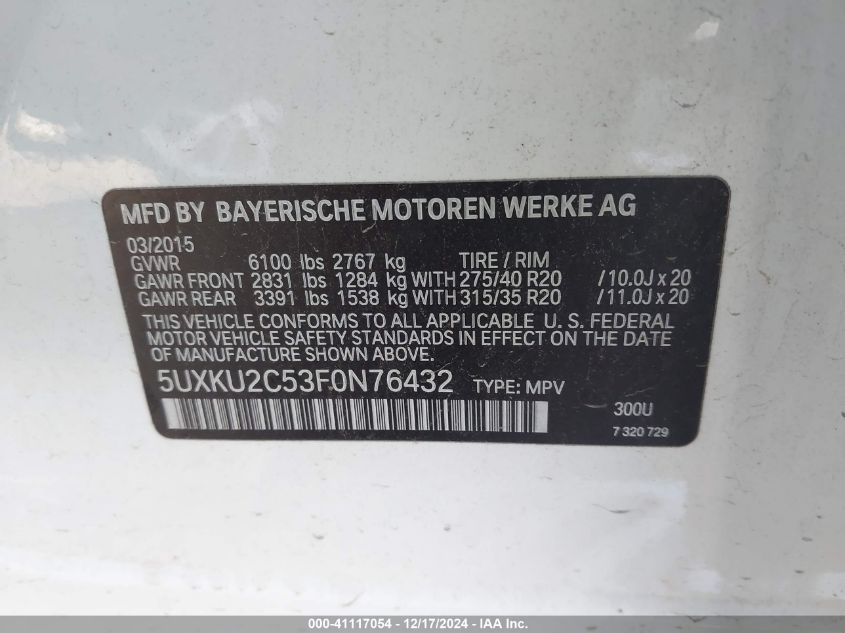 MFD BY BAYERISCHE MOTOREN WERKE AG
03/2015
GVWR 6100 lbs 2767 kg TIRE / RIM
GAWR FRONT 2831 lbs 1284 kg WITH 275/40 R20 / 10.0J x 20
GAWR REAR 3391 lbs 1538 kg WITH 315/35 R20 / 11.0J x 20
THIS VEHICLE CONFORMS TO ALL APPLICABLE U. S. FEDERAL
MOTOR VEHICLE SAFETY STANDARDS IN EFFECT ON THE DATE
OF MANUFACTURE SHOWN ABOVE.
5UXKU2C53F0N76432 TYPE: MPV
300U
7 320 729
000-41117054 - 12/17/2024 - IAA Inc.